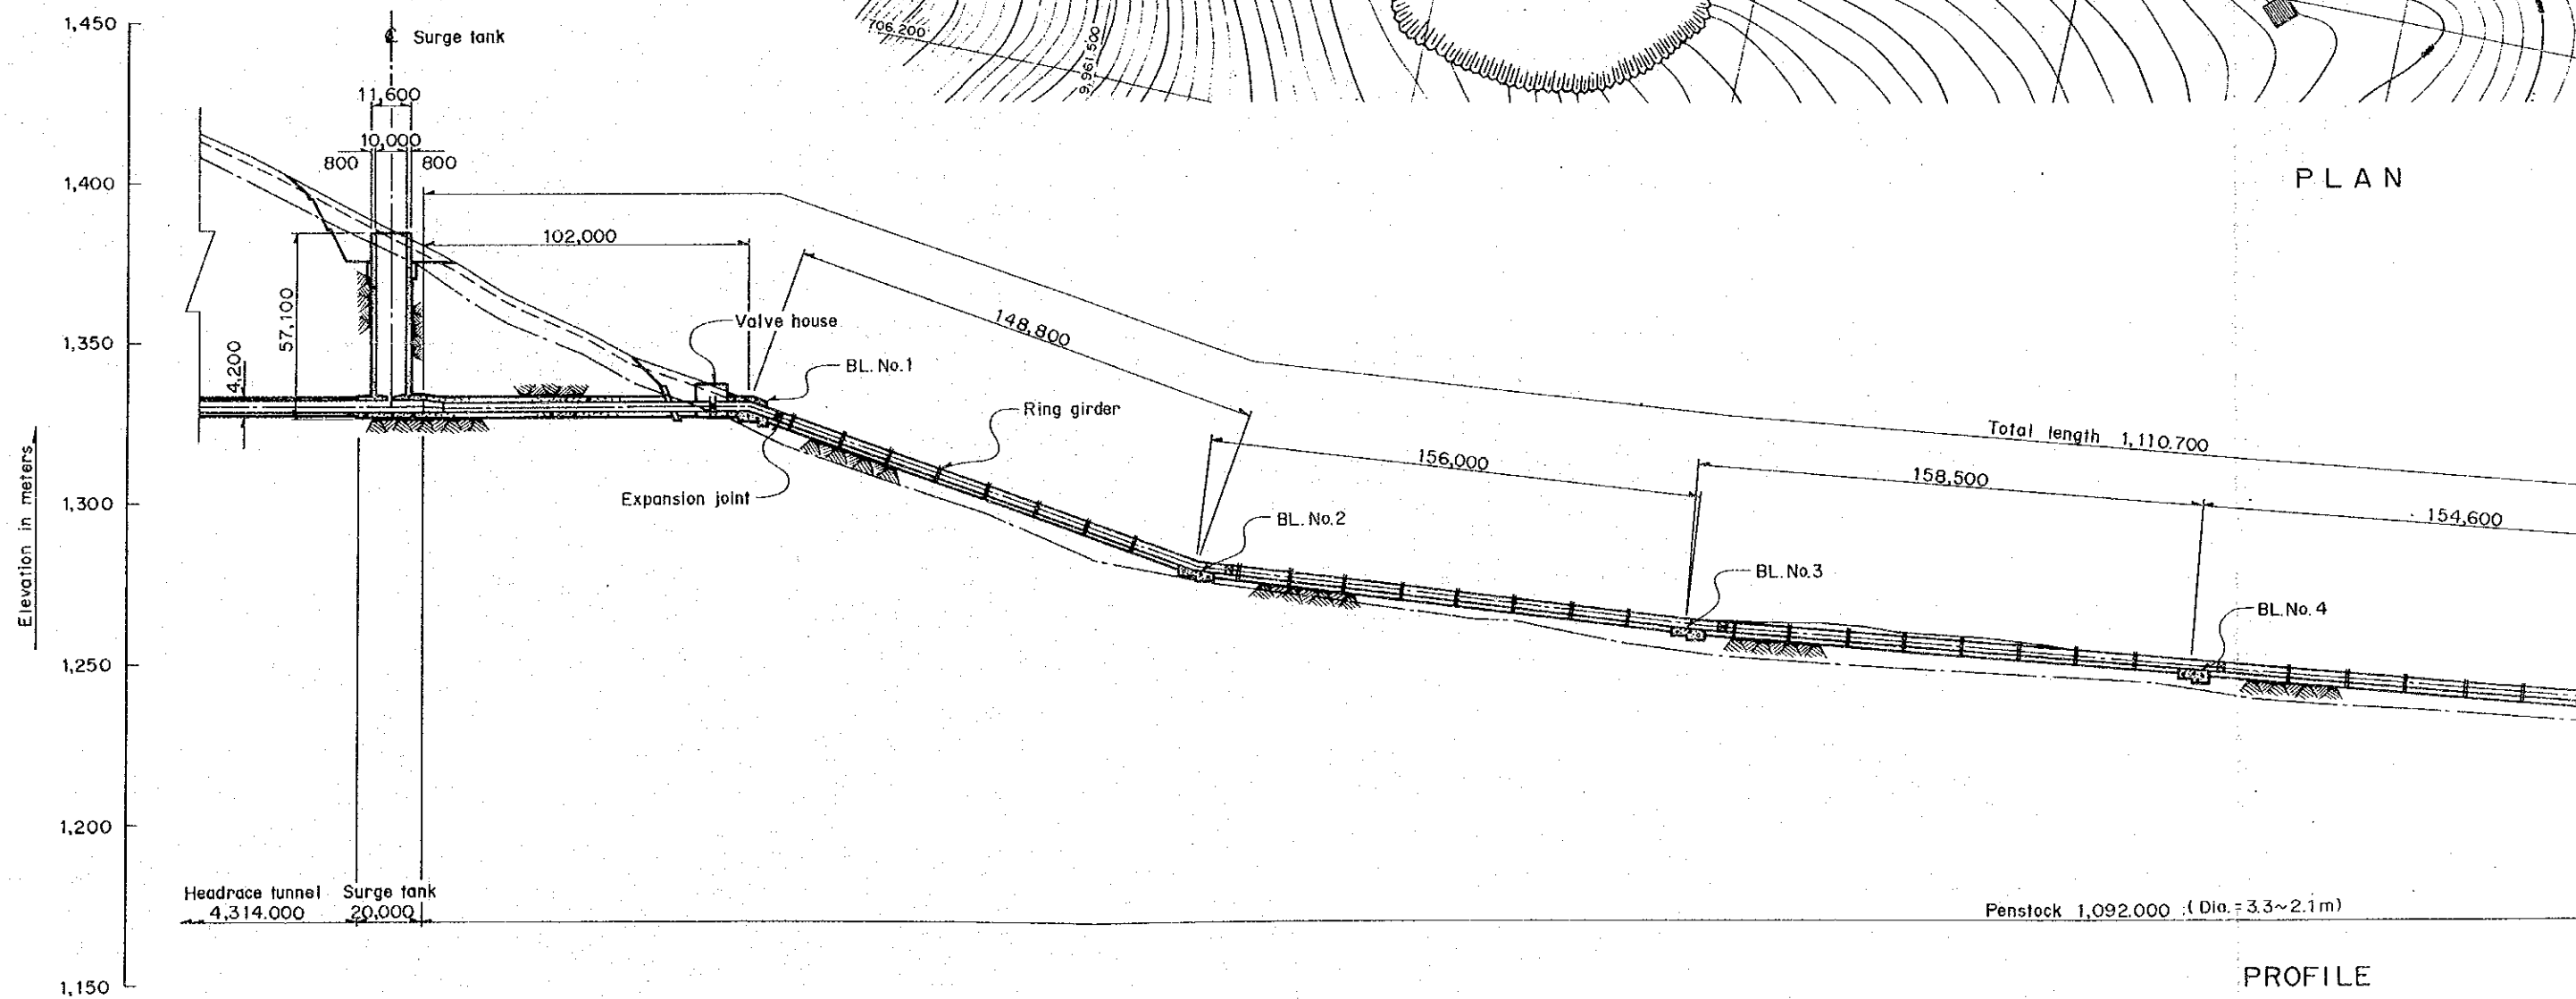 1,450
℄ Surge tank
706.200
9,961.500
11,600
10,000
800
800
1,400
PLAN
102,000
148,800
57,100
Valve house
1,350
4,200
BL. No.1
Ring girder
Total length 1,110.700
156,000
158,500
154,600
Expansion joint
1,300
Elevation in meters
BL. No.2
BL. No.3
BL. No. 4
1,250
1,200
Headrace tunnel
4,314.000
Surge tank
20,000
Penstock 1,092.000 ( Dia. = 3.3~2.1m)
1,150
PROFILE